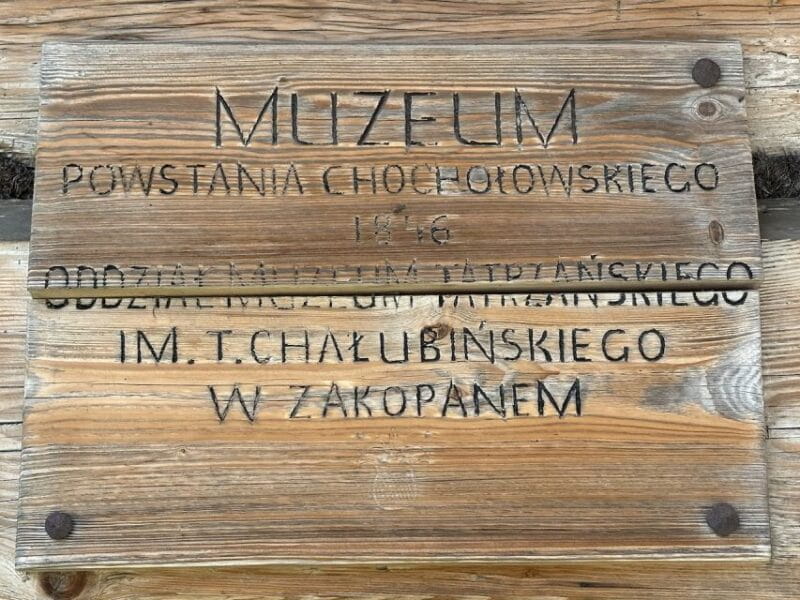 MUZEUM
POWSTANIA CHOCHOŁOWSKIEGO
1846
ODDZIAŁ MUZEUM TATRZAŃSKIEGO
IM. T. CHAŁUBIŃSKIEGO
W ZAKOPANEM